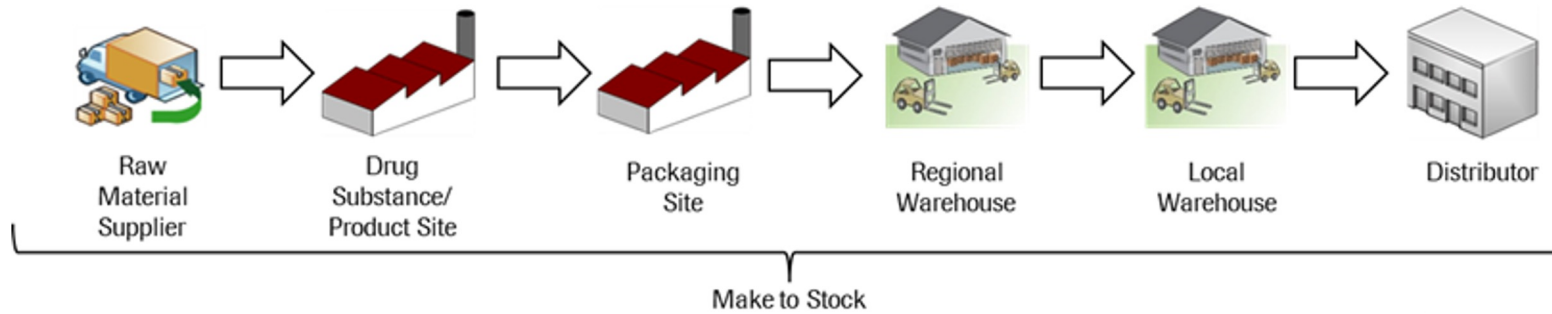 Raw
Material
Supplier
Drug
Substance/
Product Site
Packaging
Site
Regional
Warehouse
Local
Warehouse
Distributor
Make to Stock